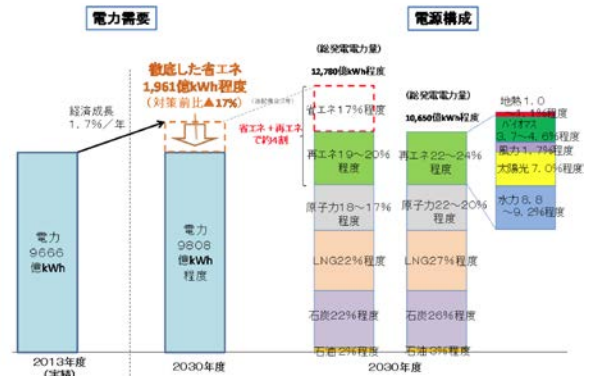 電力需要
電源構成
徹底した省エネ
1,961億kWh程度
(対策前比▲17%)
経済成長
1.7%/年
電力
9666
億kWh
電力
9808
億kWh
程度
2013年度
(実績)
2030年度
(総発電電力量)
12,780億kWh程度
省エネ17%程度
省エネ+再エネ
で約4割
再エネ19~20%
程度
原子力18~17%
程度
LNG22%程度
石炭22%程度
石油2%程度
(総発電電力量)
10,650億kWh程度
再エネ22~24%
程度
原子力22~20%
程度
LNG27%程度
石炭26%程度
石油3%程度
2030年度
地熱1.0
~1.1%程度
バイオマス
3.7~4.6%程度
風力1.7%程度
太陽光7.0%程度
水力8.8
~9.2%程度